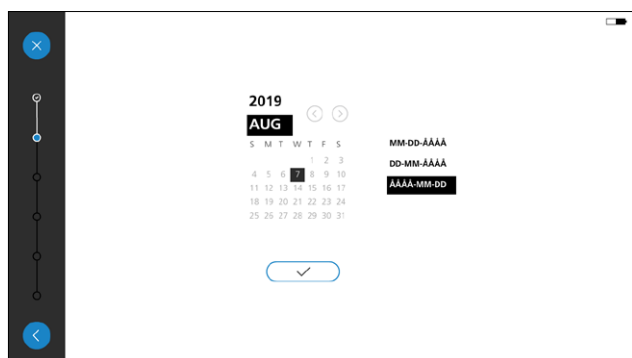 2019
AUG
S M T W T F S
1 2 3
4 5 6 7 8 9 10
11 12 13 14 15 16 17
18 19 20 21 22 23 24
25 26 27 28 29 30 31
MM-DD-ÅÅÅÅ
DD-MM-ÅÅÅÅ
ÅÅÅÅ-MM-DD